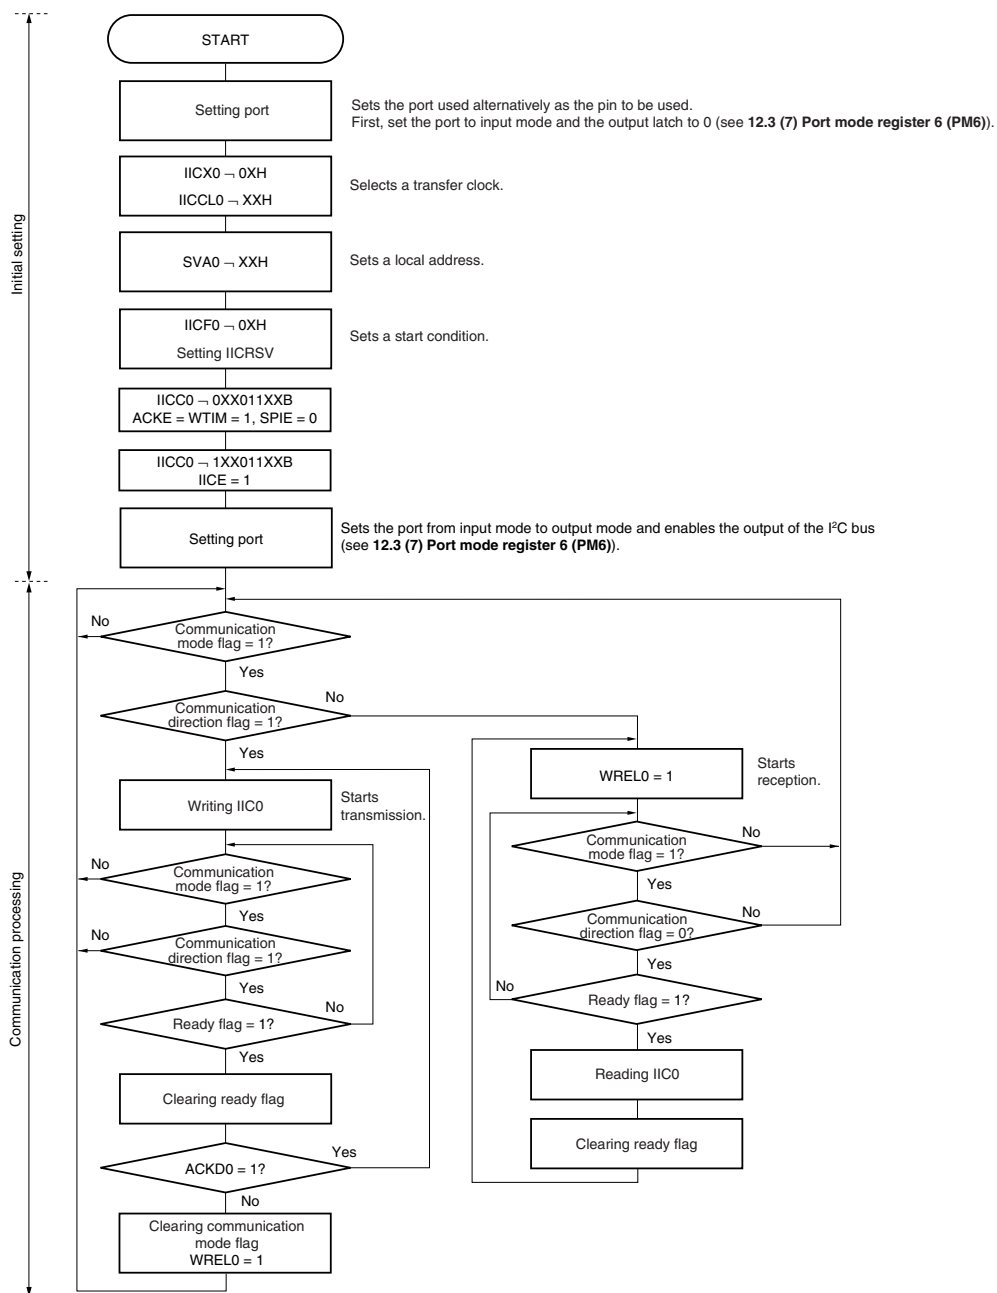 START
Setting port
Sets the port used alternatively as the pin to be used.
First, set the port to input mode and the output latch to 0 (see 12.3 (7) Port mode register 6 (PM6)).
IICX0 ¬ 0XH
IICCL0 ¬ XXH
Selects a transfer clock.
SVA0 ¬ XXH
Sets a local address.
IICF0 ¬ 0XH
Setting IICRSV
Sets a start condition.
IICC0 ¬ 0XX011XXB
ACKE = WTIM = 1, SPIE = 0
IICC0 ¬ 1XX011XXB
IICE = 1
Setting port
Sets the port from input mode to output mode and enables the output of the I²C bus
(see 12.3 (7) Port mode register 6 (PM6)).
Initial setting
Communication
mode flag = 1?
No
Yes
Communication
direction flag = 1?
No
Yes
Writing IIC0
Starts
transmission.
Communication
mode flag = 1?
No
Yes
Communication
direction flag = 1?
No
Yes
Ready flag = 1?
No
Yes
Clearing ready flag
ACKD0 = 1?
Yes
No
Clearing communication
mode flag
WREL0 = 1
WREL0 = 1
Starts
reception.
Communication
mode flag = 1?
No
Yes
Communication
direction flag = 0?
No
Yes
Ready flag = 1?
No
Yes
Reading IIC0
Clearing ready flag
Communication processing